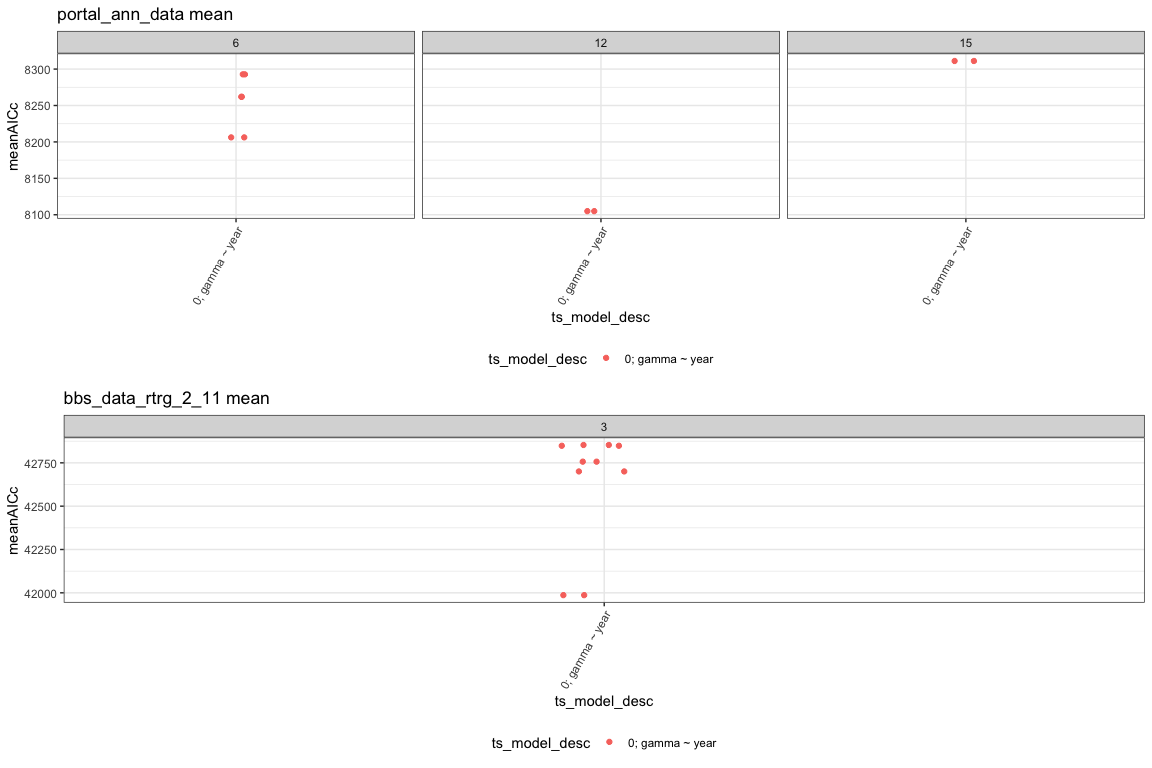 portal_ann_data mean
6
12
15
meanAICc
8300
8250
8200
8150
8100
0; gamma ~ year
0; gamma ~ year
0; gamma ~ year
ts_model_desc
ts_model_desc 0; gamma ~ year
bbs_data_rtrg_2_11 mean
3
meanAICc
42750
42500
42250
42000
0; gamma ~ year
ts_model_desc
ts_model_desc 0; gamma ~ year